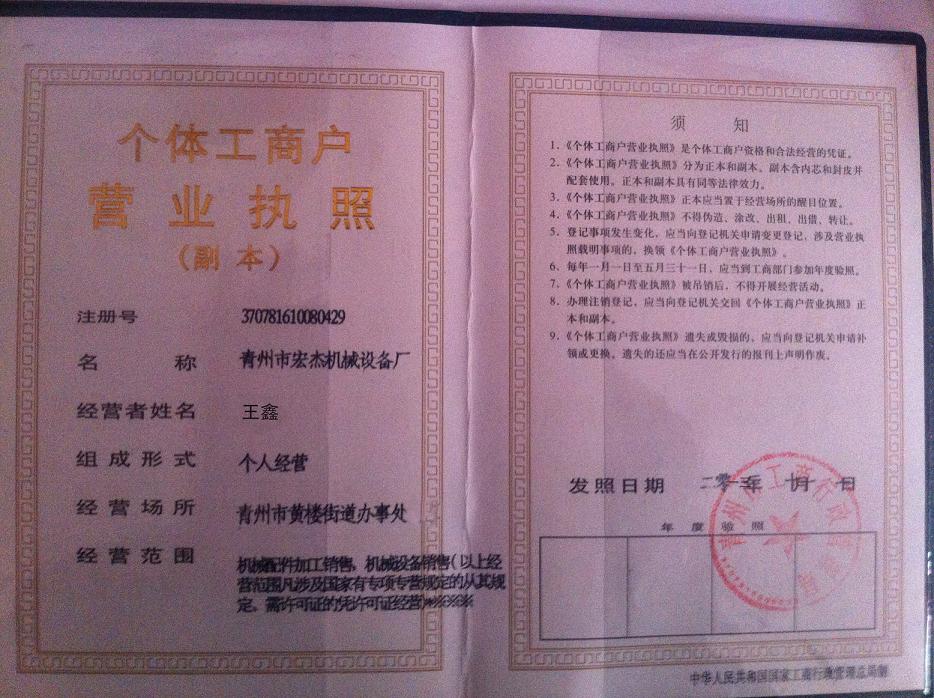 个体工商户
营业执照
（副本）
注册号 370781610080429
名称 青州市宏杰机械设备厂
经营者姓名 王鑫
组成形式 个人经营
经营场所 青州市黄楼街道办事处
经营范围 机械配件加工销售，机械设备销售（以上经
营范围凡涉及国家有专项专营规定的从其规
定，需许可证的凭许可证经营）*※※※
须知
1．《个体工商户营业执照》是个体工商户资格和合法经营的凭证。
2．《个体工商户营业执照》分为正本和副本。副本含内芯和封皮并
配套使用。正本和副本具有同等法律效力。
3．《个体工商户营业执照》正本应当置于经营场所的醒目位置。
4．《个体工商户营业执照》不得伪造、涂改、出租、出借、转让。
5．登记事项发生变化，应当向登记机关申请变更登记，涉及营业执
照载明事项的，换领《个体工商户营业执照》。
6．每年一月一日至五月三十一日，应当到工商部门参加年度验照。
7．《个体工商户营业执照》被吊销后，不得开展经营活动。
8．办理注销登记，应当向登记机关交回《个体工商户营业执照》正
本和副本。
9．《个体工商户营业执照》遗失或毁损的，应当向登记机关申请补
领或更换。遗失的还应当在公开发行的报刊上声明作废。
发照日期 二零一 年 月 日
年度验照
中华人民共和国国家工商行政管理总局制